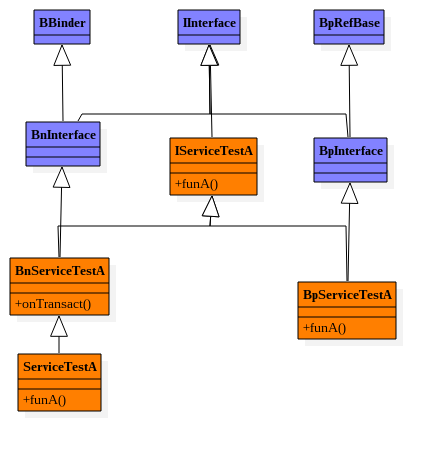 BBinder
IInterface
BpRefBase
BnInterface
IServiceTestA
+funA()
BpInterface
BnServiceTestA
+onTransact()
BpServiceTestA
+funA()
ServiceTestA
+funA()